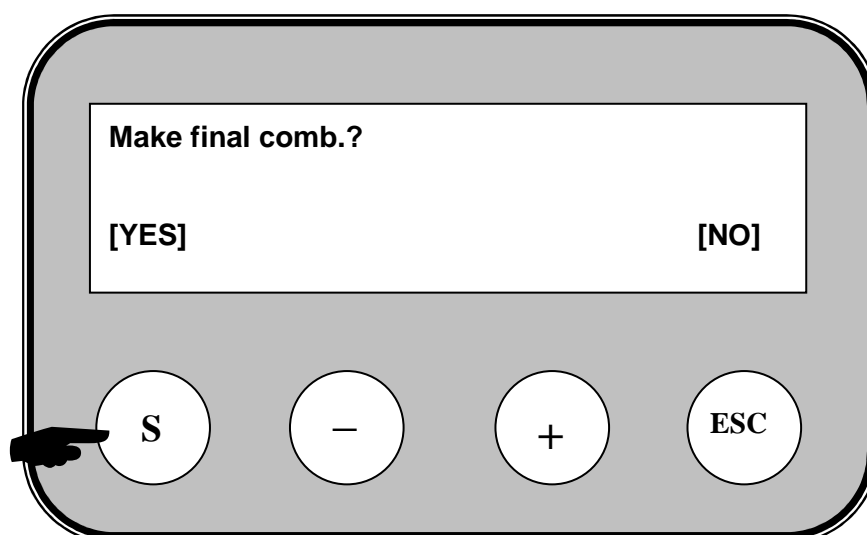 Make final comb.?
[YES] [NO]
S − + ESC